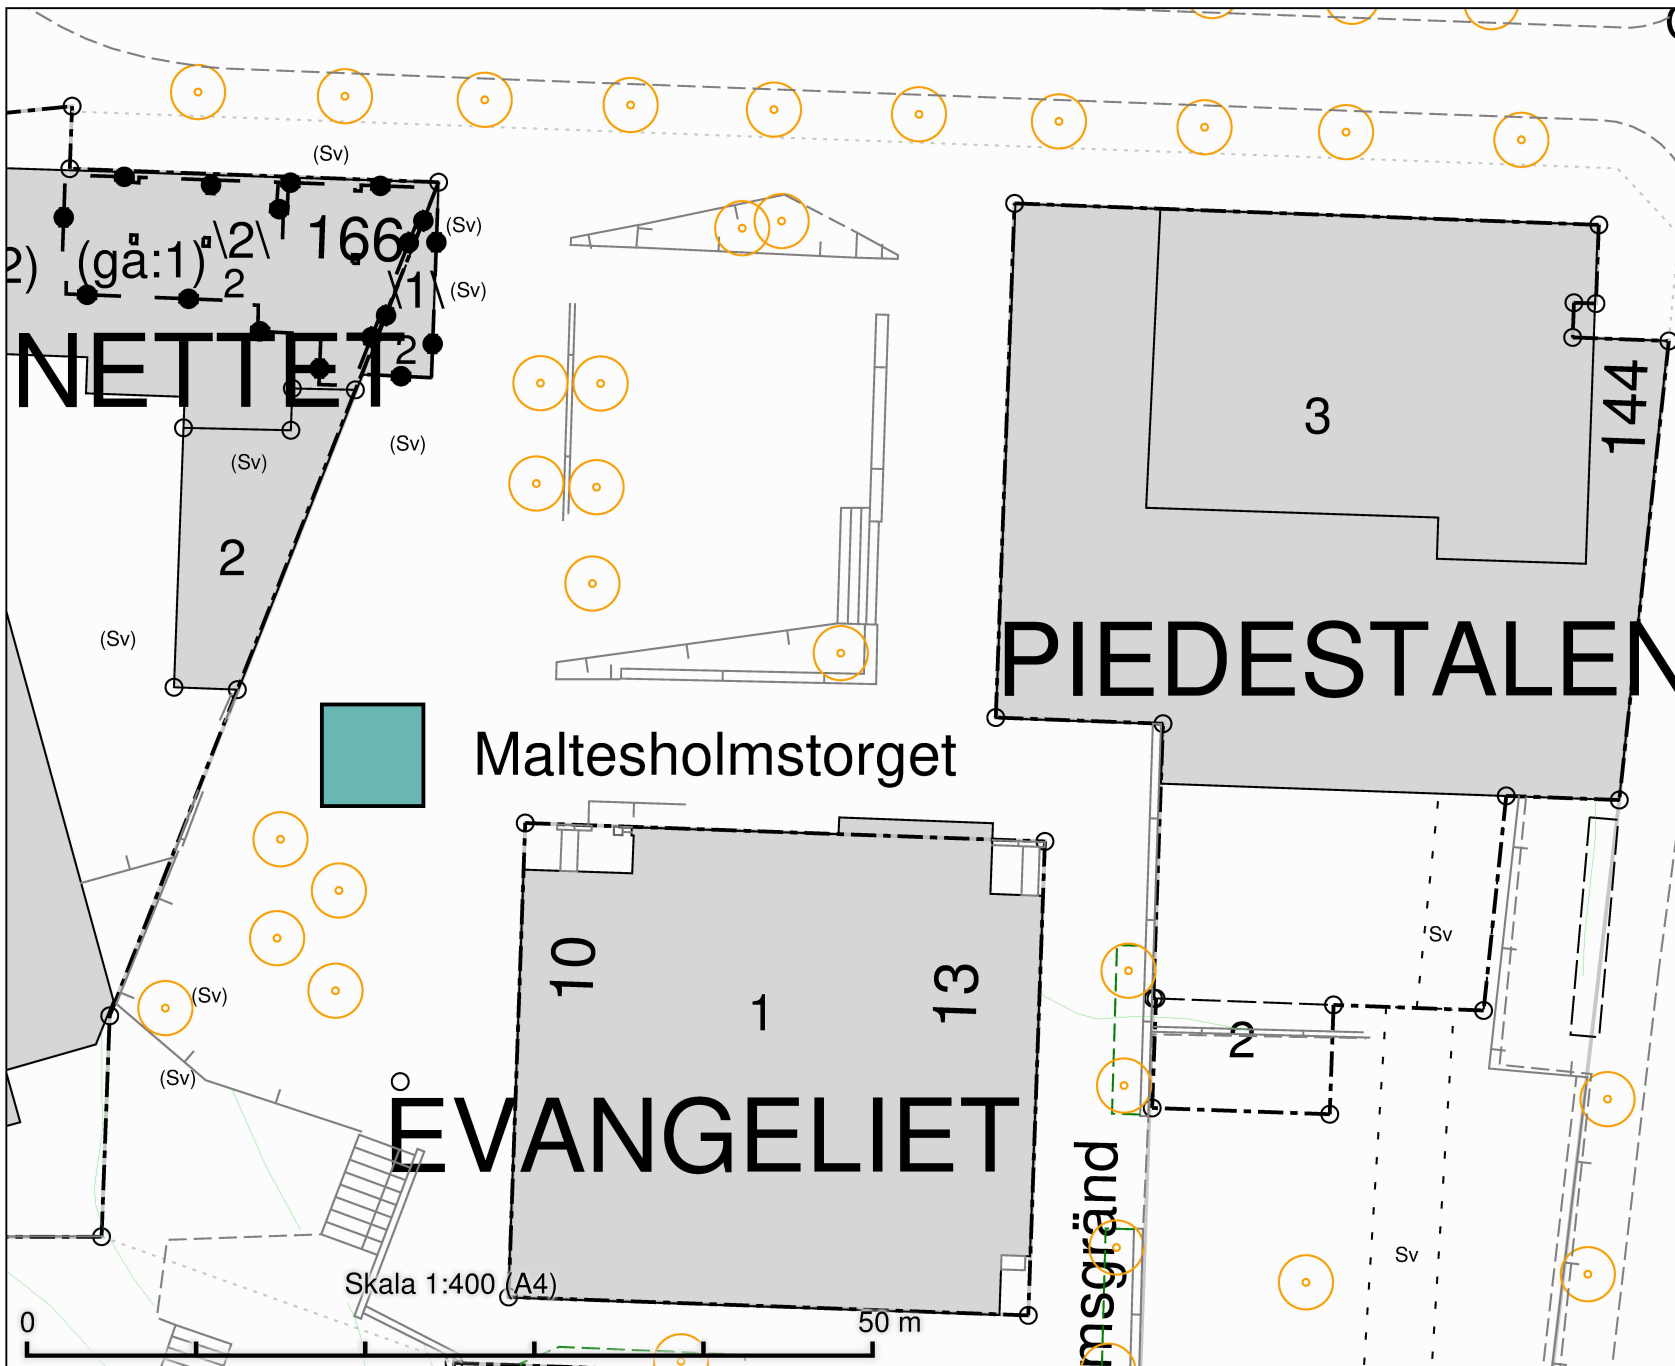 (Sv)
2) (gå:1) \2\ 166 (Sv)
2 \1\ (Sv)
NETTET 2
3
144
(Sv)
(Sv)
2
(Sv)
PIEDESTALEN
Maltesholmstorget
Sv
10
13
(Sv)
1
2
(Sv)
EVANGELIET
msgränd
Sv
Skala 1:400 (A4)
0 50 m